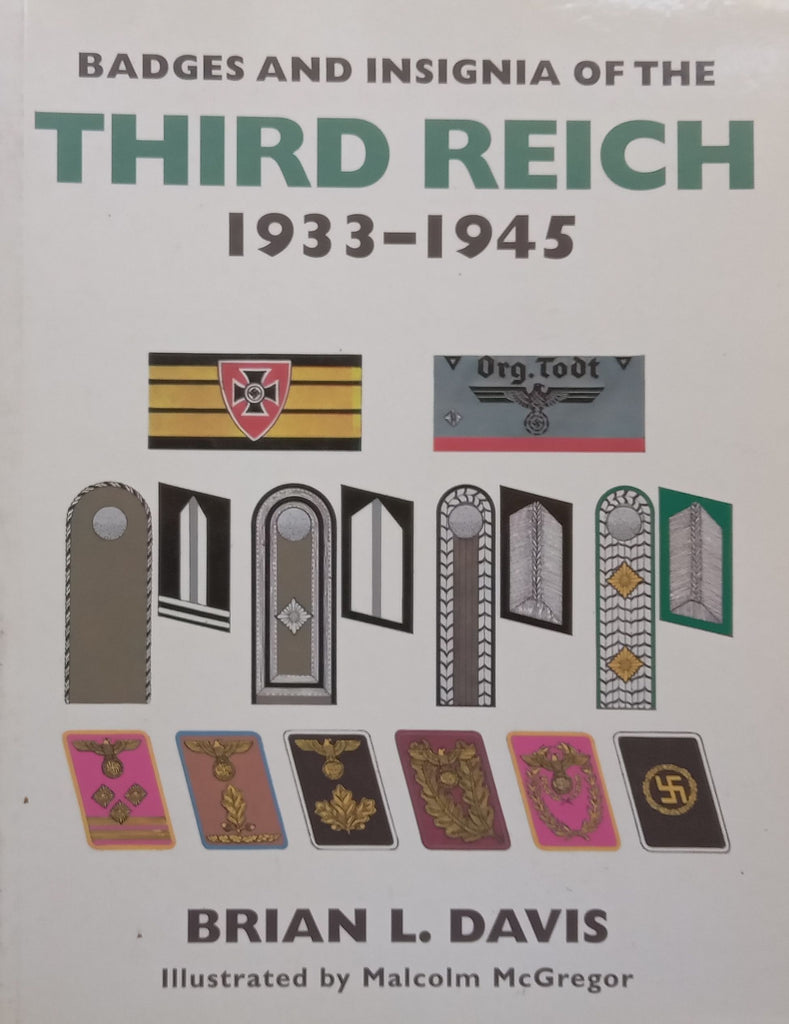 BADGES AND INSIGNIA OF THE
THIRD REICH
1933–1945
Org.Todt
BRIAN L. DAVIS
Illustrated by Malcolm McGregor